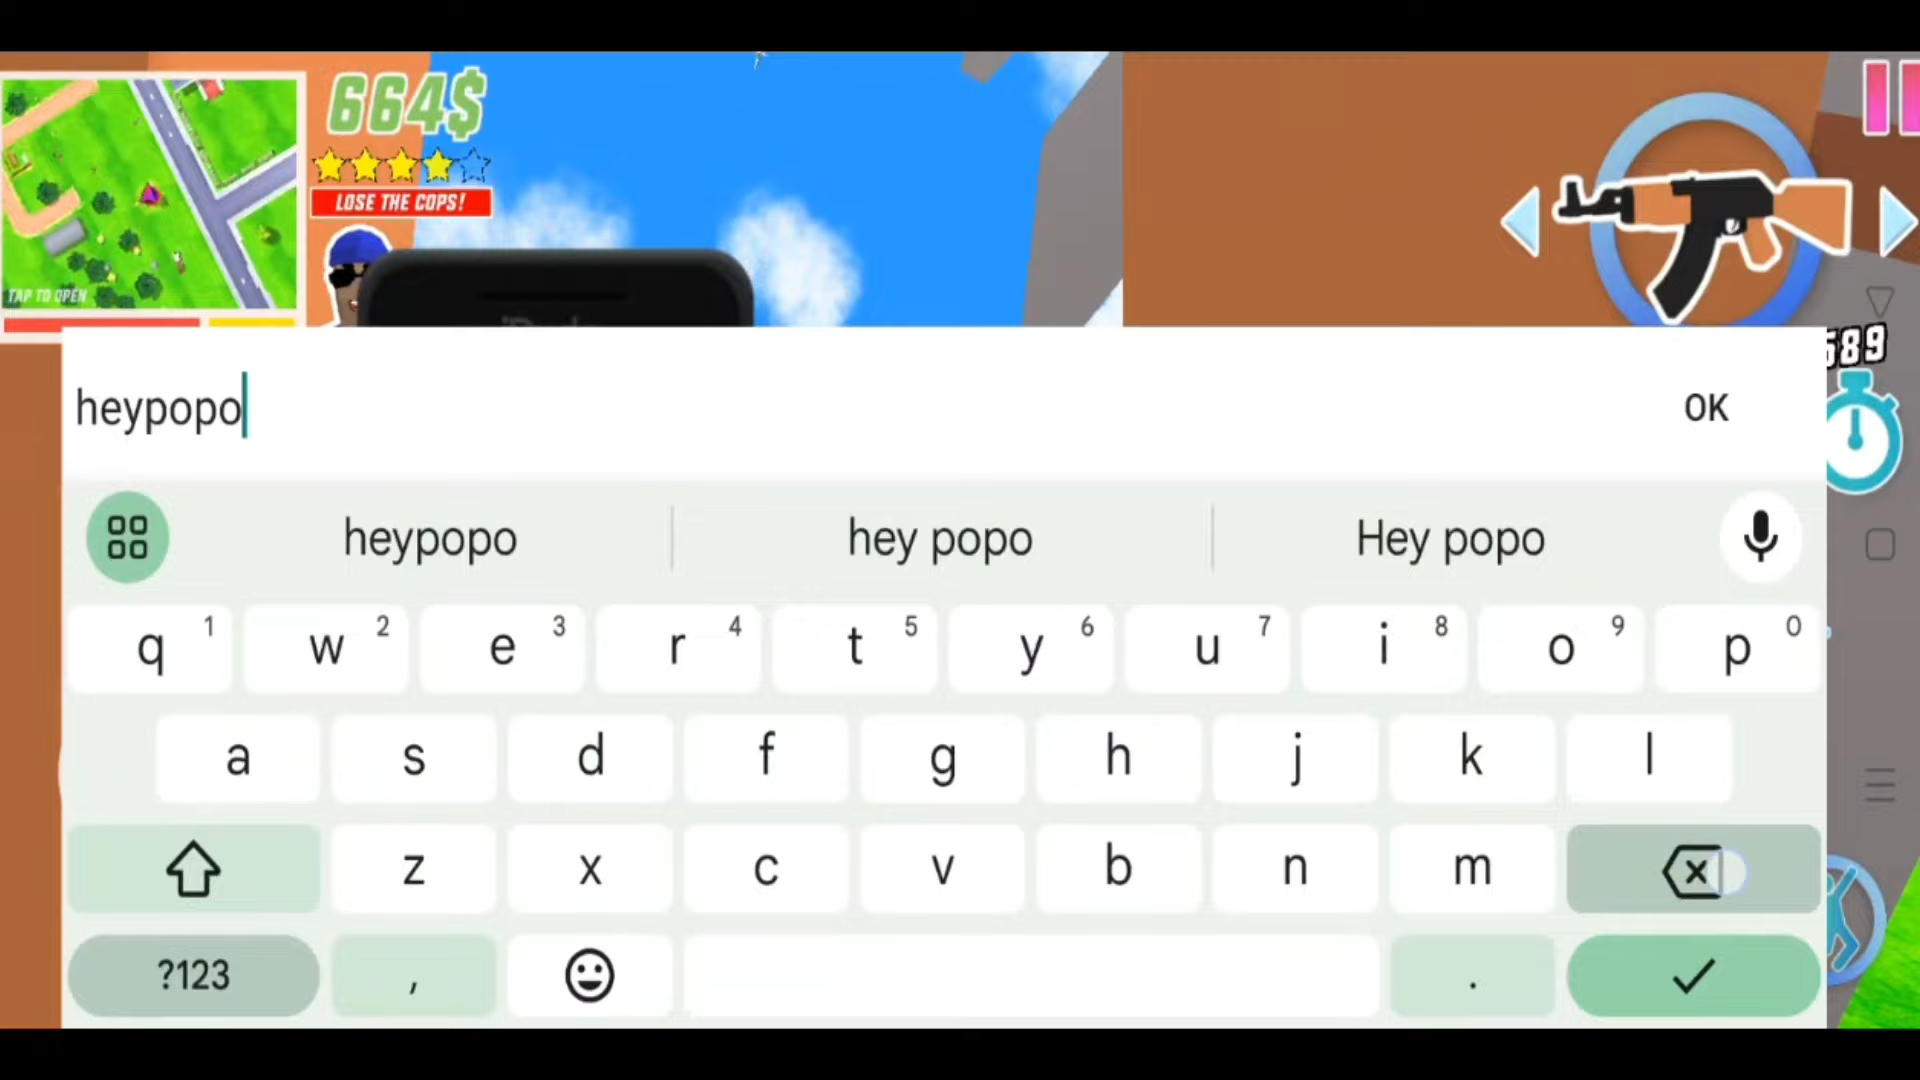 664$
LOSE THE COPS!
TAP TO OPEN
589
heypopo
OK
heypopo
hey popo
Hey popo
q 1 w 2 e 3 r 4 t 5 y 6 u 7 i 8 o 9 p 0
a s d f g h j k l
z x c v b n m
?123 , .